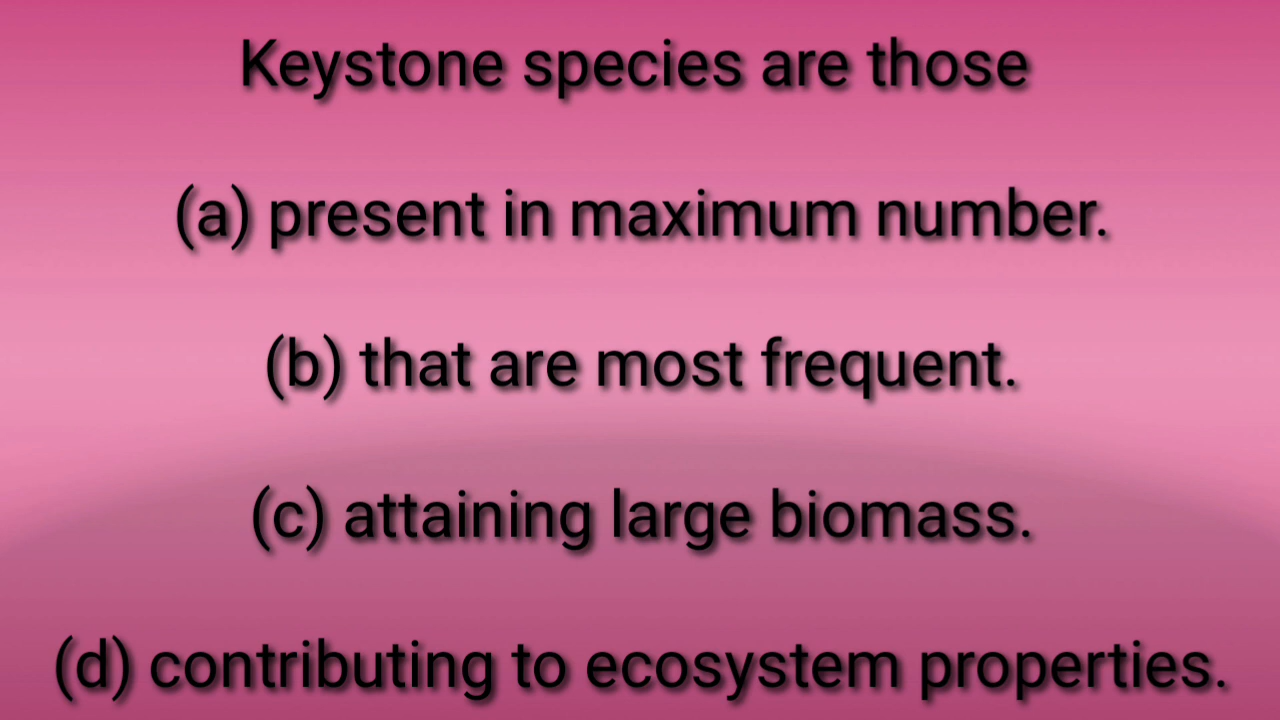 Keystone species are those
(a) present in maximum number.
(b) that are most frequent.
(c) attaining large biomass.
(d) contributing to ecosystem properties.